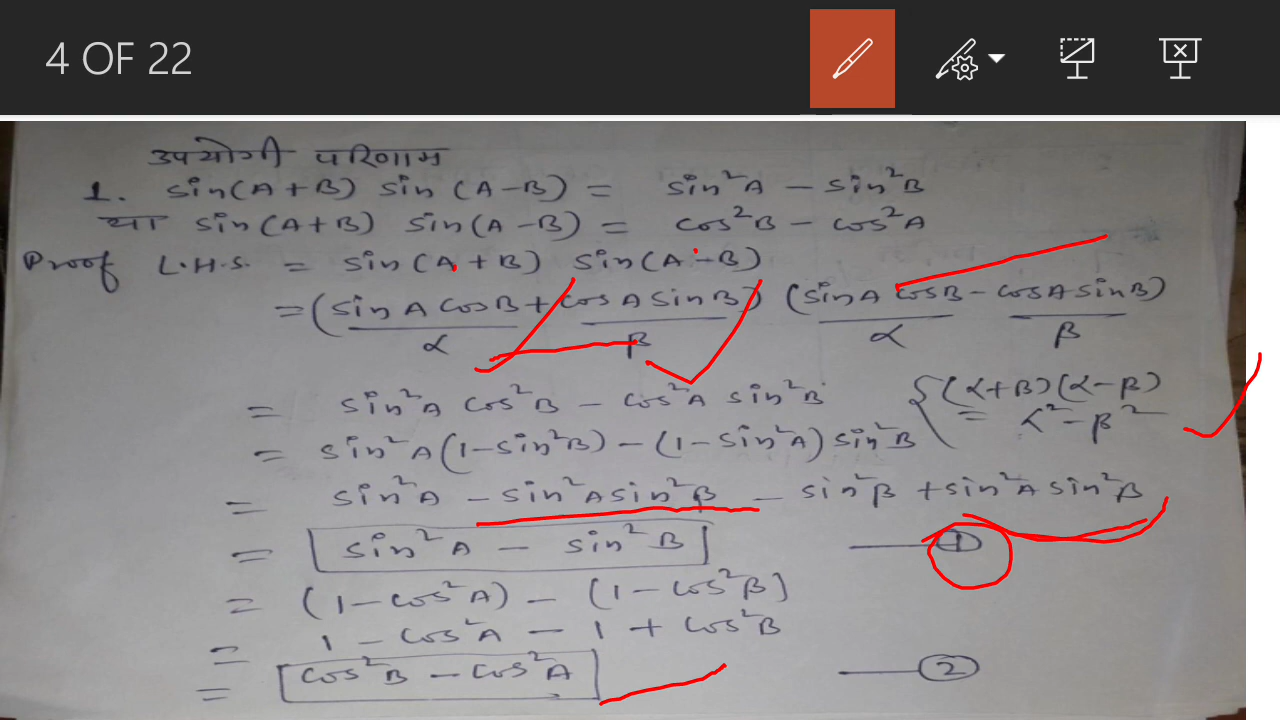 4 OF 22
उपयोगी परिणाम
1. sin(A+B) sin (A-B) = sin²A - sin²B
या sin(A+B) sin(A-B) = cos²B - cos²A
Proof L.H.S. = sin(A+B) sin(A-B)
=(sinA cosB + cosA sinB) (sinA cosB - cosA sinB)
α β α β
= sin²A cos²B - cos²A sin²B {(α+β)(α-β)
= α²-β²
= sin²A(1-sin²B) - (1-sin²A) sin²B
= sin²A - sin²A sin²B - sin²B + sin²A sin²B
= sin²A - sin²B 1
= (1-cos²A) - (1-cos²B)
= 1 - cos²A - 1 + cos²B
= cos²B - cos²A 2